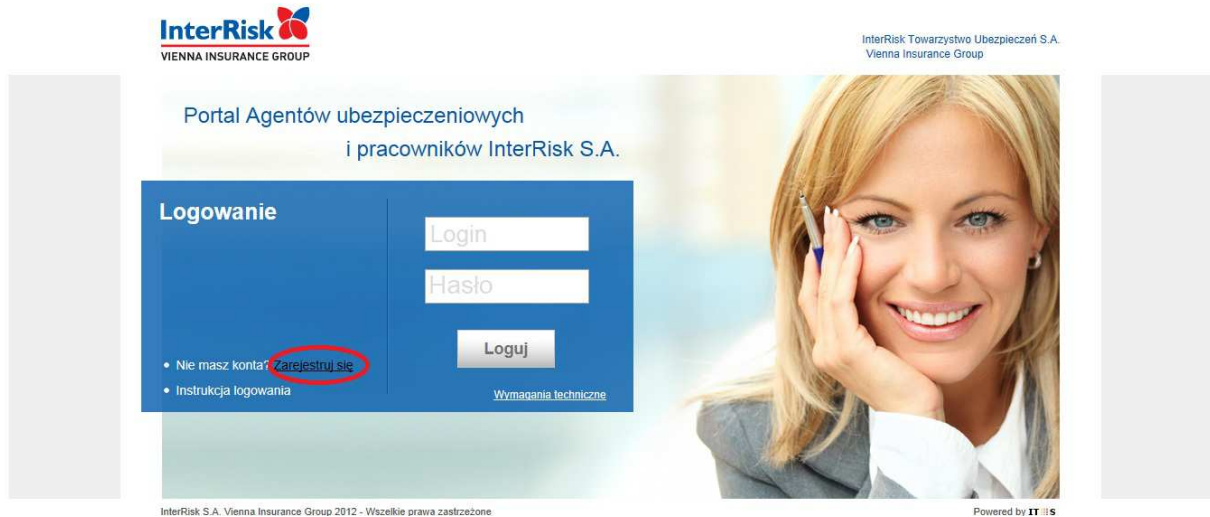 InterRisk
VIENNA INSURANCE GROUP
InterRisk Towarzystwo Ubezpieczeń S.A.
Vienna Insurance Group
Portal Agentów ubezpieczeniowych
i pracowników InterRisk S.A.
Logowanie
Login
Hasło
Loguj
Nie masz konta? Zarejestruj się
Instrukcja logowania
Wymagania techniczne
InterRisk S.A. Vienna Insurance Group 2012 - Wszelkie prawa zastrzeżone
Powered by